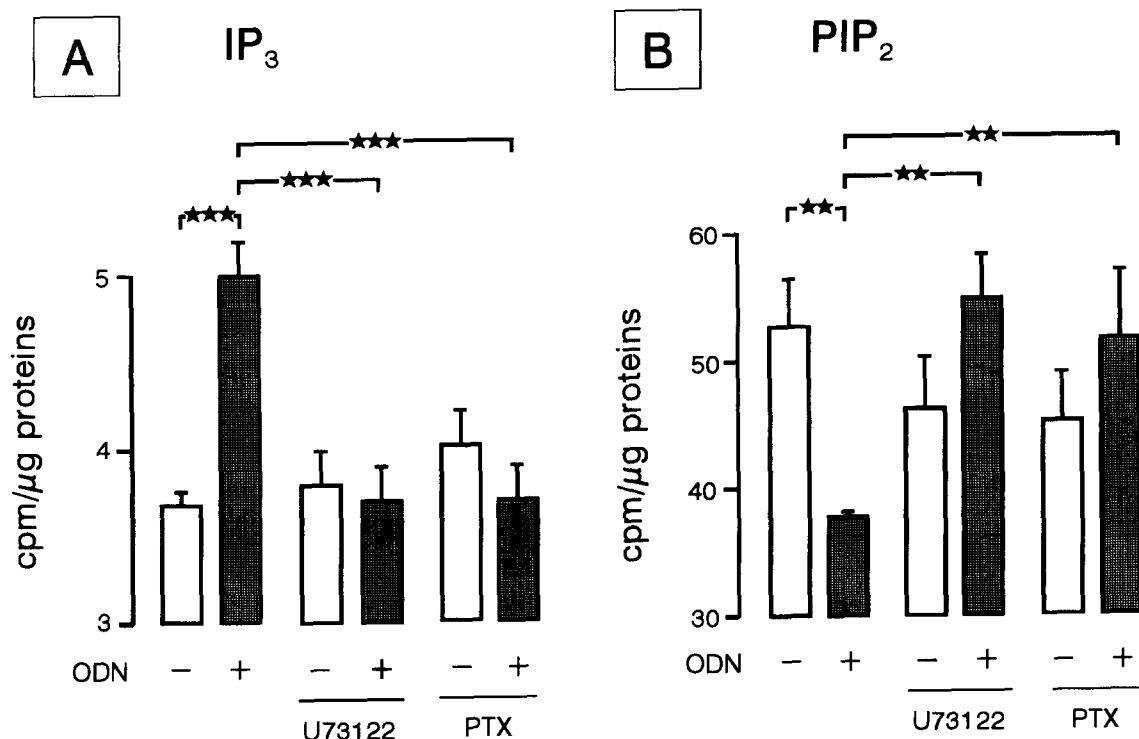 A
IP₃
★★★
★★★
★★★
5
4
3
cpm/µg proteins
ODN − + − + − +
U73122 PTX
B
PIP₂
★★
★★
★★
60
50
40
30
cpm/µg proteins
ODN − + − + − +
U73122 PTX